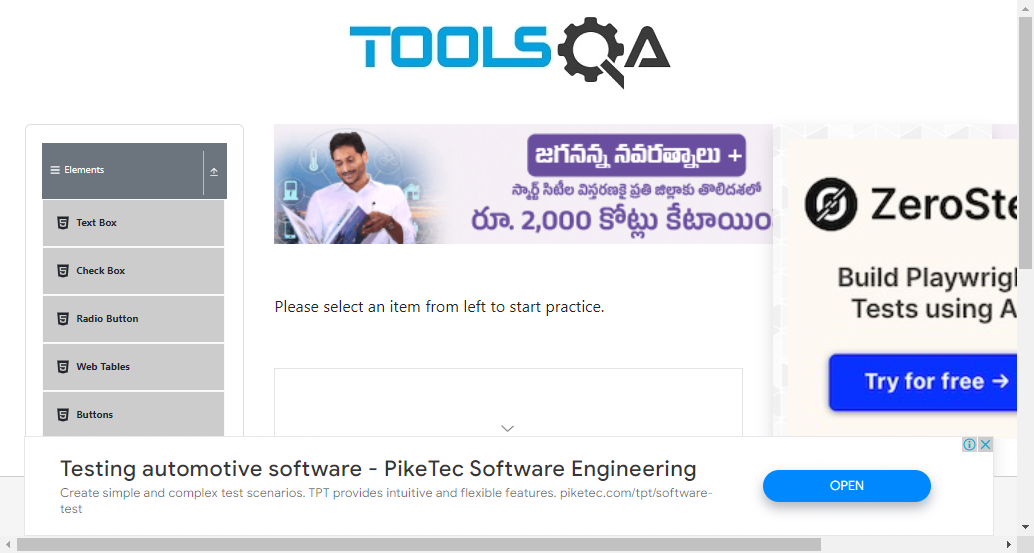 TOOLSQA
Elements
Text Box
Check Box
Radio Button
Web Tables
Buttons
జగనన్న నవరత్నాలు +
స్మార్ట్ సిటీల విస్తరణకై ప్రతి జిల్లాకు తొలిదశలో
రూ. 2,000 కోట్లు కేటాయిం
Please select an item from left to start practice.
ZeroSte
Build Playwrig
Tests using A
Try for free →
Testing automotive software - PikeTec Software Engineering
Create simple and complex test scenarios. TPT provides intuitive and flexible features. piketec.com/tpt/software-
test
OPEN